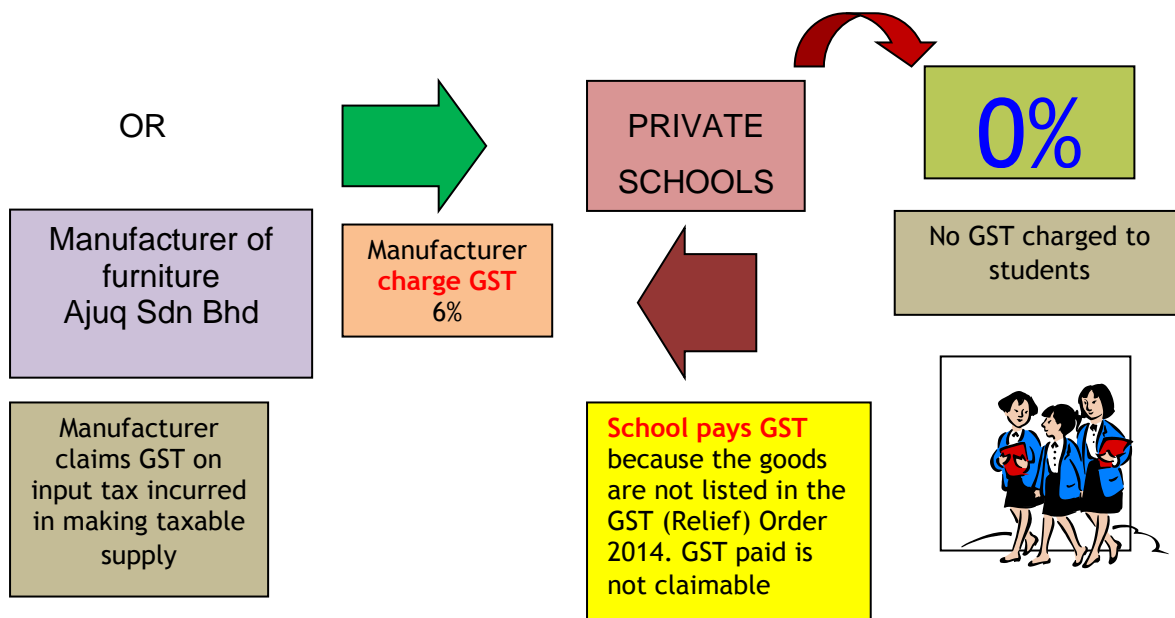 OR
Manufacturer of
furniture
Ajuq Sdn Bhd
Manufacturer
claims GST on
input tax incurred
in making taxable
supply
Manufacturer
charge GST
6%
PRIVATE
SCHOOLS
School pays GST
because the goods
are not listed in the
GST (Relief) Order
2014. GST paid is
not claimable
0%
No GST charged to
students